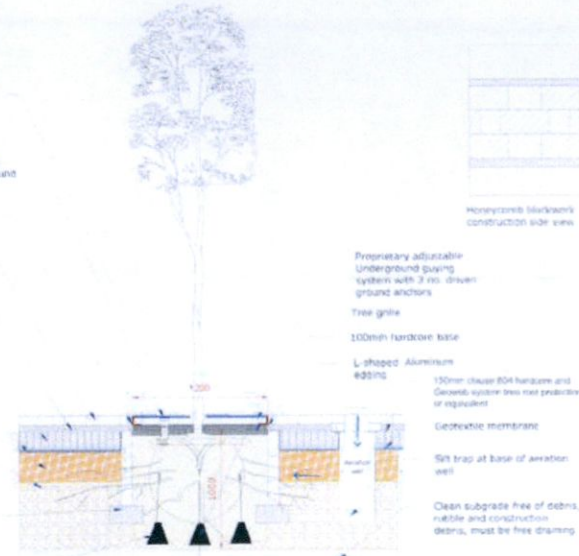 Honeycomb blockwork
construction side view
Proprietary adjustable
Underground guying
system with 3 no. driven
ground anchors
Tree grille
100mm hardcore base
L-shaped Aluminium
edging
150mm clause 804 hardcore and
Geoweb system tree root protection
or equivalent
Geotextile membrane
Silt trap at base of aeration
well
Clean subgrade free of debris,
rubble and construction
debris, must be free draining
1200
1000
Aeration
well